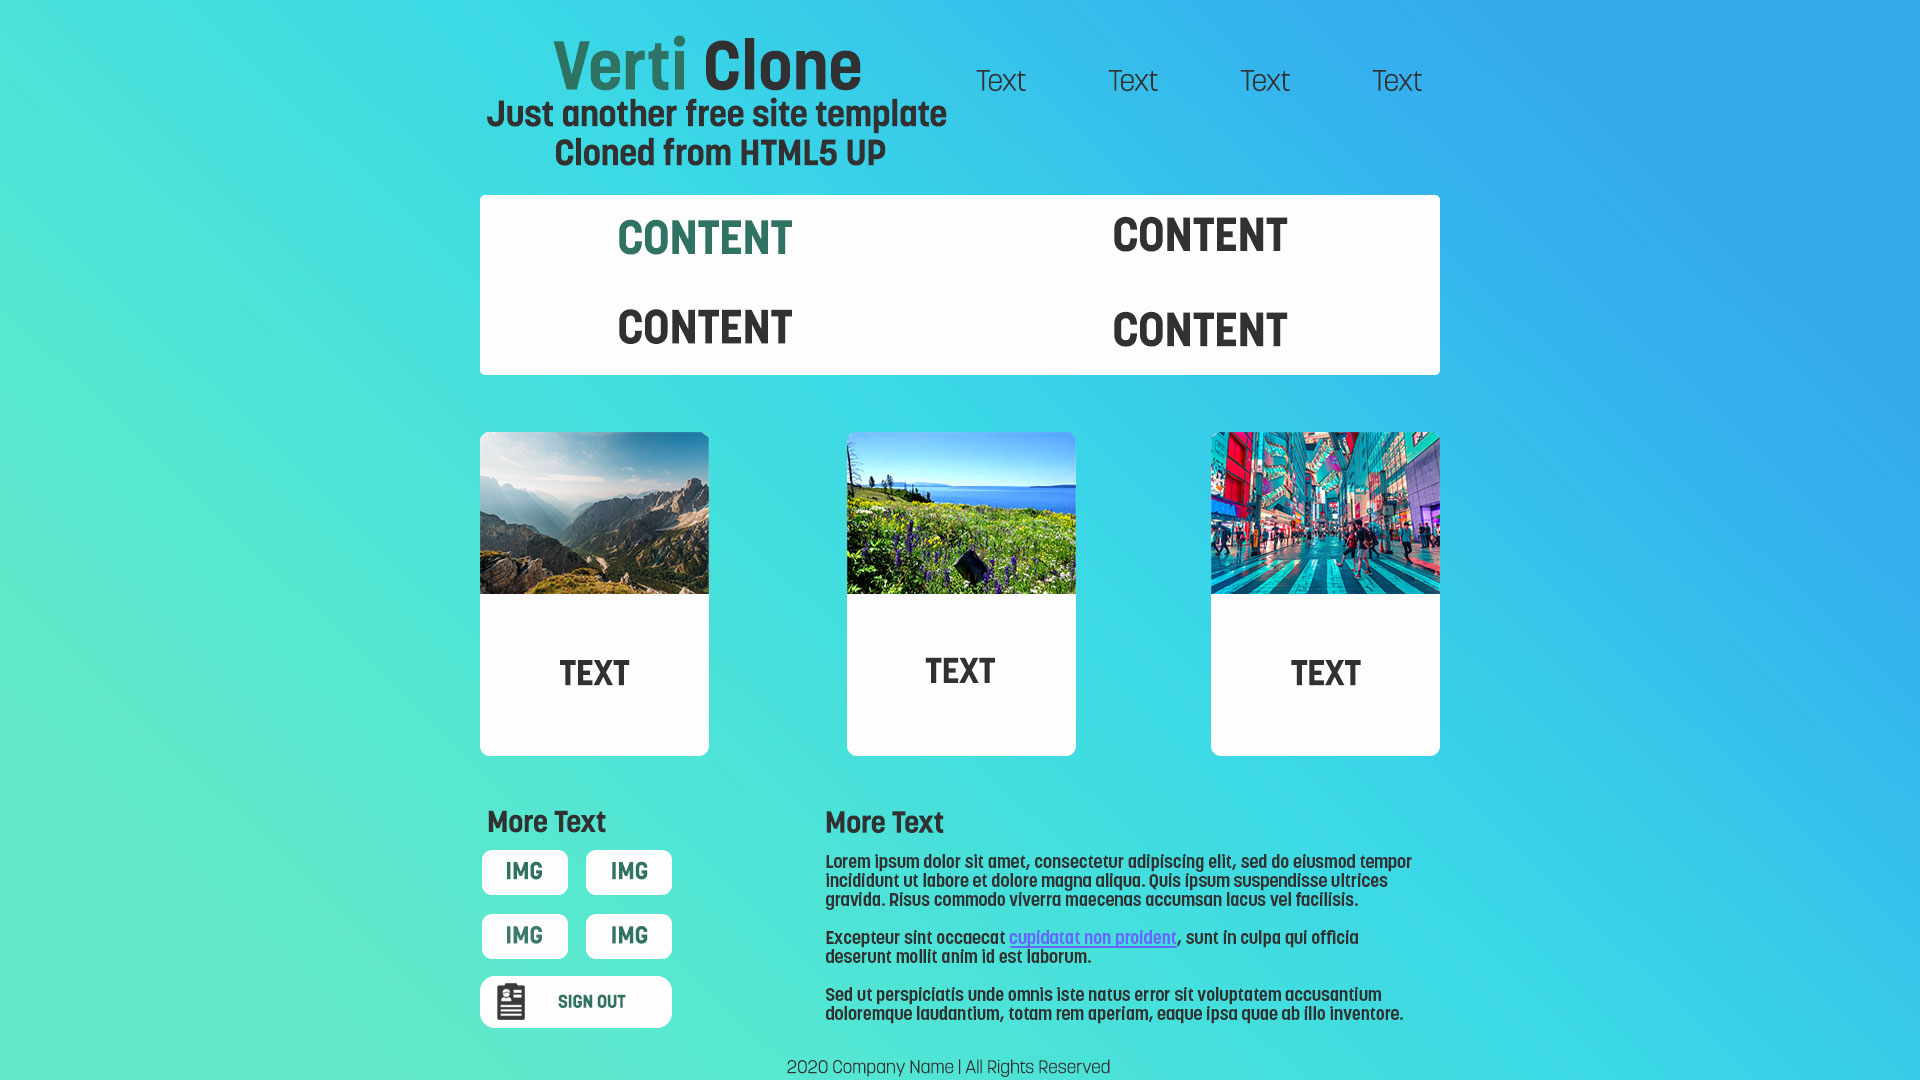 Verti Clone
Just another free site template
Cloned from HTML5 UP
Text Text Text Text
CONTENT CONTENT
CONTENT CONTENT
TEXT TEXT TEXT
More Text
IMG IMG
IMG IMG
SIGN OUT
More Text
Lorem ipsum dolor sit amet, consectetur adipiscing elit, sed do eiusmod tempor
incididunt ut labore et dolore magna aliqua. Quis ipsum suspendisse ultrices
gravida. Risus commodo viverra maecenas accumsan lacus vel facilisis.
Excepteur sint occaecat cupidatat non proident, sunt in culpa qui officia
deserunt mollit anim id est laborum.
Sed ut perspiciatis unde omnis iste natus error sit voluptatem accusantium
doloremque laudantium, totam rem aperiam, eaque ipsa quae ab illo inventore.
2020 Company Name | All Rights Reserved